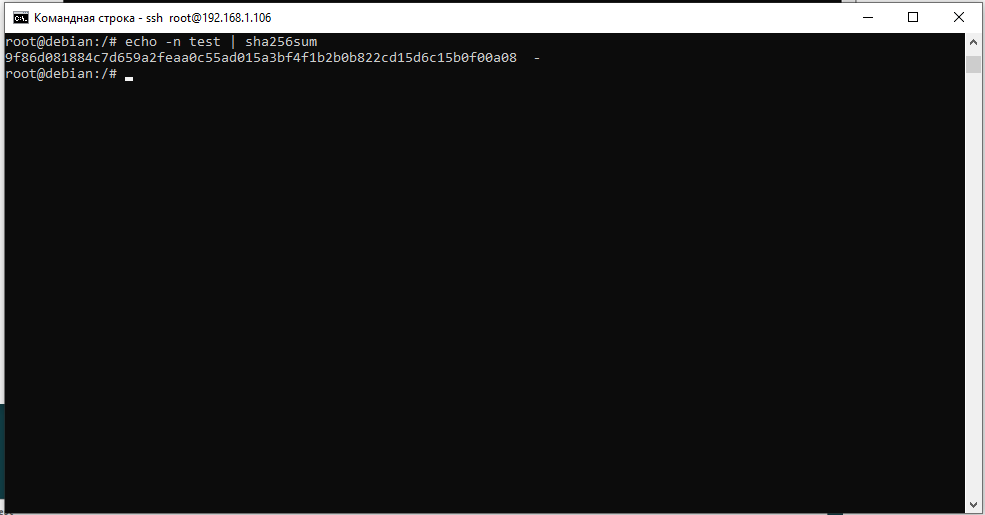 Командная строка - ssh root@192.168.1.106
root@debian:/# echo -n test | sha256sum
9f86d081884c7d659a2feaa0c55ad015a3bf4f1b2b0b822cd15d6c15b0f00a08  -
root@debian:/#